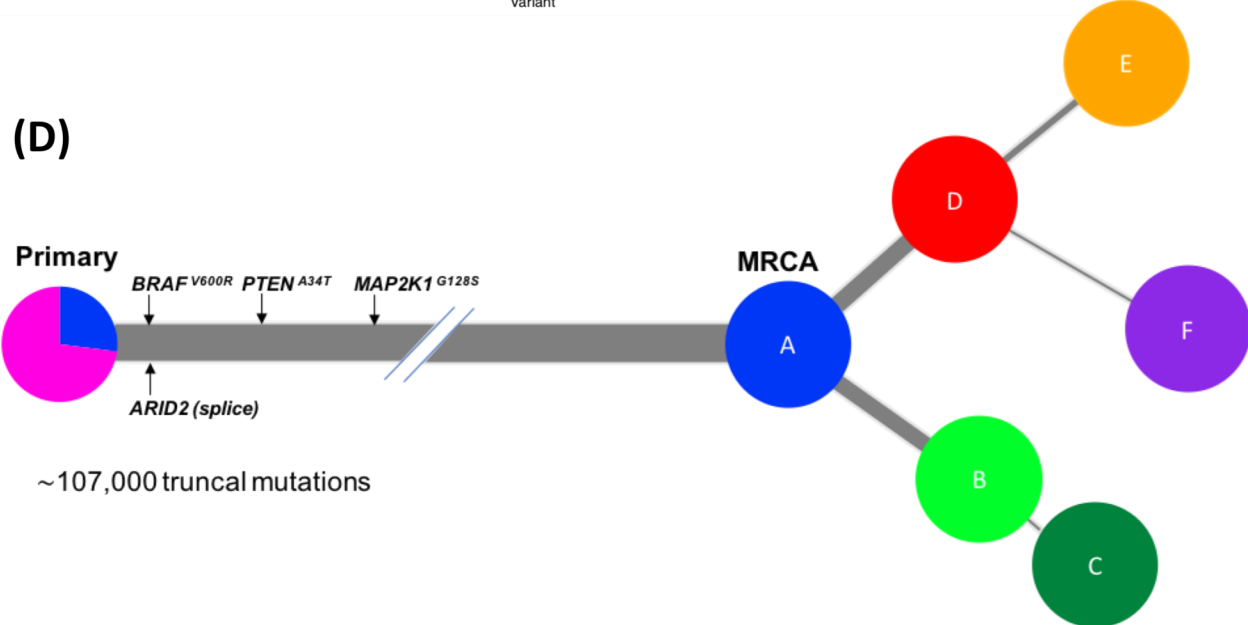 variant
(D)
Primary
BRAF V600R PTEN A34T MAP2K1 G128S
ARID2 (splice)
~107,000 truncal mutations
MRCA
A
B
C
D
E
F